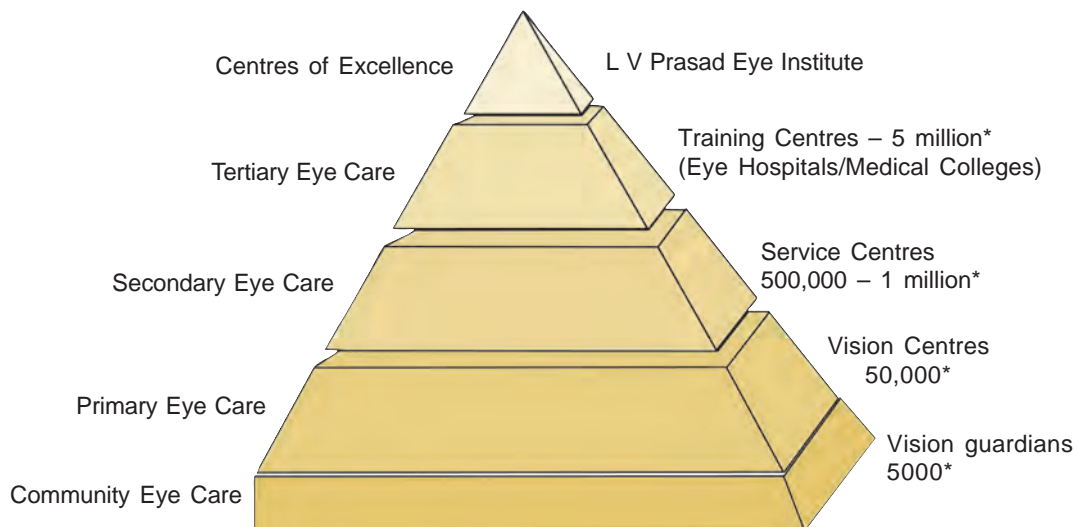 Centres of Excellence
L V Prasad Eye Institute
Tertiary Eye Care
Training Centres – 5 million*
(Eye Hospitals/Medical Colleges)
Secondary Eye Care
Service Centres
500,000 – 1 million*
Primary Eye Care
Vision Centres
50,000*
Community Eye Care
Vision guardians
5000*